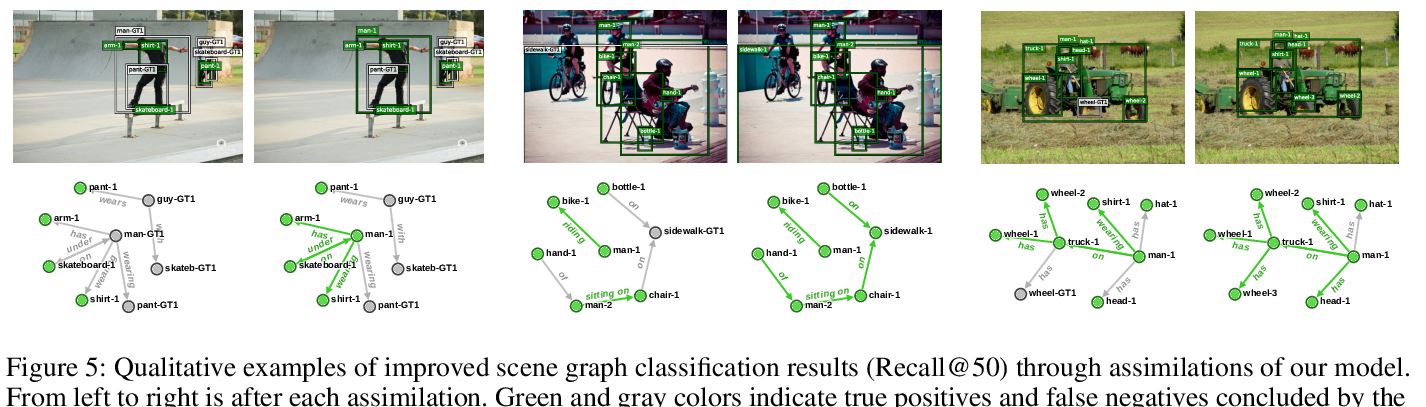 man-GT1
arm-1 shirt-1
guy-GT1
skateboard-GT1
pant-1
pant-GT1
skateboard-1
man-1
arm-1 shirt-1
guy-GT1
skateboard-GT1
pant-1
pant-GT1
skateboard-1
man-1
sidewalk-GT1
man-2
bike-1
chair-1
hand-1
bottle-1
man-1
sidewalk-1
man-2
bike-1
chair-1
hand-1
bottle-1
man-1 hat-1
truck-1 head-1
shirt-1
wheel-1
wheel-GT1
wheel-2
man-1 hat-1
truck-1 head-1
shirt-1
wheel-1
wheel-3 wheel-2
pant-1
wears
guy-GT1
arm-1
has
under
on
man-GT1
with
skateboard-1
skateb-GT1
wearing
wearing
shirt-1
pant-GT1
pant-1
wears
guy-GT1
arm-1
has
under
on
man-1
with
skateboard-1
skateb-GT1
wearing
wearing
shirt-1
pant-GT1
bottle-1
bike-1
on
riding
sidewalk-GT1
hand-1
man-1
of
on
sitting on
chair-1
man-2
bottle-1
bike-1
on
riding
sidewalk-1
hand-1
man-1
of
on
sitting on
chair-1
man-2
wheel-2
shirt-1
hat-1
has
wearing
has
wheel-1
has
truck-1
on
man-1
has
has
wheel-GT1
head-1
wheel-2
shirt-1
hat-1
has
wearing
has
wheel-1
has
truck-1
on
man-1
has
has
wheel-3
head-1
Figure 5: Qualitative examples of improved scene graph classification results (Recall@50) through assimilations of our model.
From left to right is after each assimilation. Green and gray colors indicate true positives and false negatives concluded by the